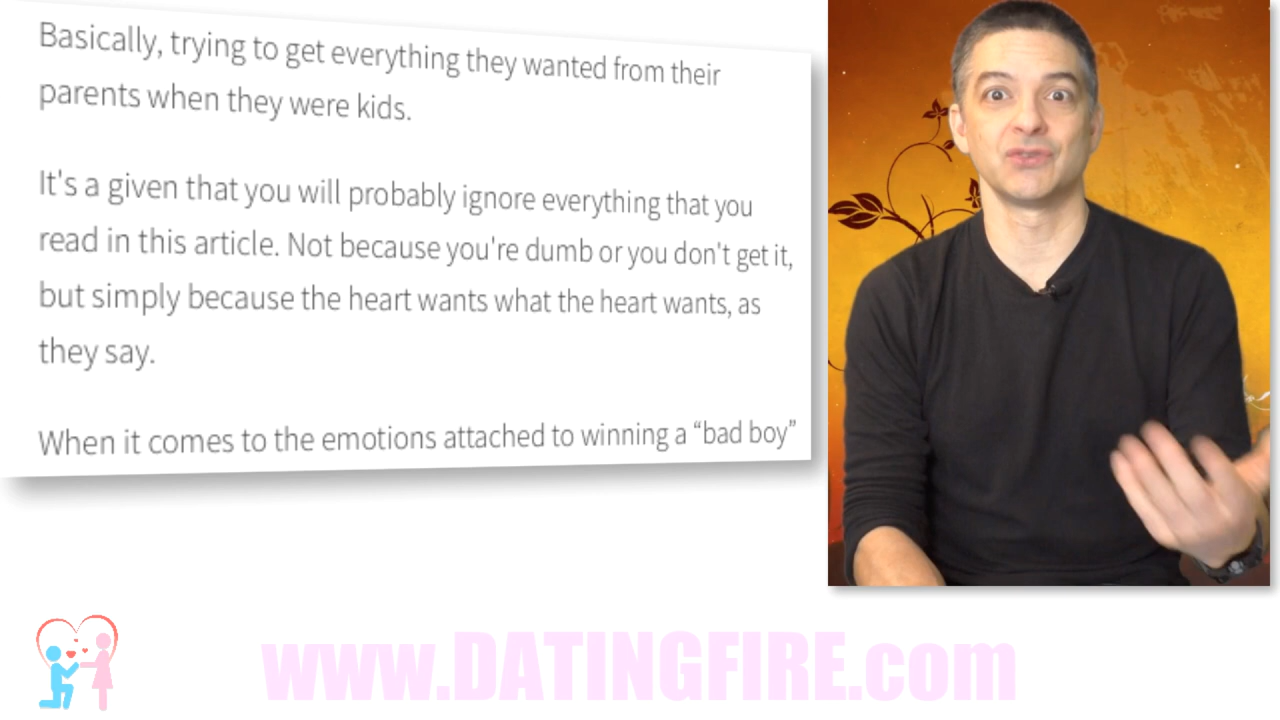 Basically, trying to get everything they wanted from their
parents when they were kids.
It's a given that you will probably ignore everything that you
read in this article. Not because you're dumb or you don't get it,
but simply because the heart wants what the heart wants, as
they say.
When it comes to the emotions attached to winning a “bad boy”
www.DATINGFIRE.com